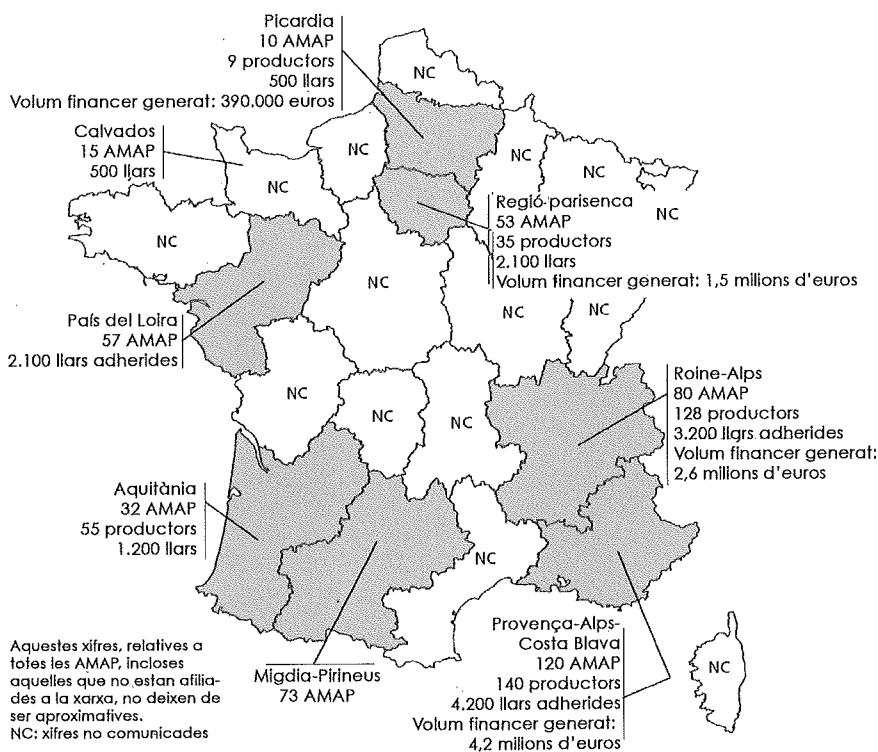 Picardia
10 AMAP
9 productors
500 llars
Volum financer generat: 390.000 euros
NC
Calvados
15 AMAP
500 llars
NC
NC
NC
NC
NC
NC
Regió parisenca
53 AMAP
35 productors
2.100 llars
Volum financer generat: 1,5 milions d'euros
NC
NC
NC
País del Loira
57 AMAP
2.100 llars adherides
NC
NC
NC
Roine-Alps
80 AMAP
128 productors
3.200 llars adherides
Volum financer generat:
2,6 milions d'euros
Aquitània
32 AMAP
55 productors
1.200 llars
NC
Provença-Alps-
Costa Blava
120 AMAP
140 productors
4.200 llars adherides
Volum financer generat:
4,2 milions d'euros
NC
Migdia-Pirineus
73 AMAP
Aquestes xifres, relatives a
totes les AMAP, incloses
aquelles que no estan afilia-
des a la xarxa, no deixen de
ser aproximatives.
NC: xifres no comunicades